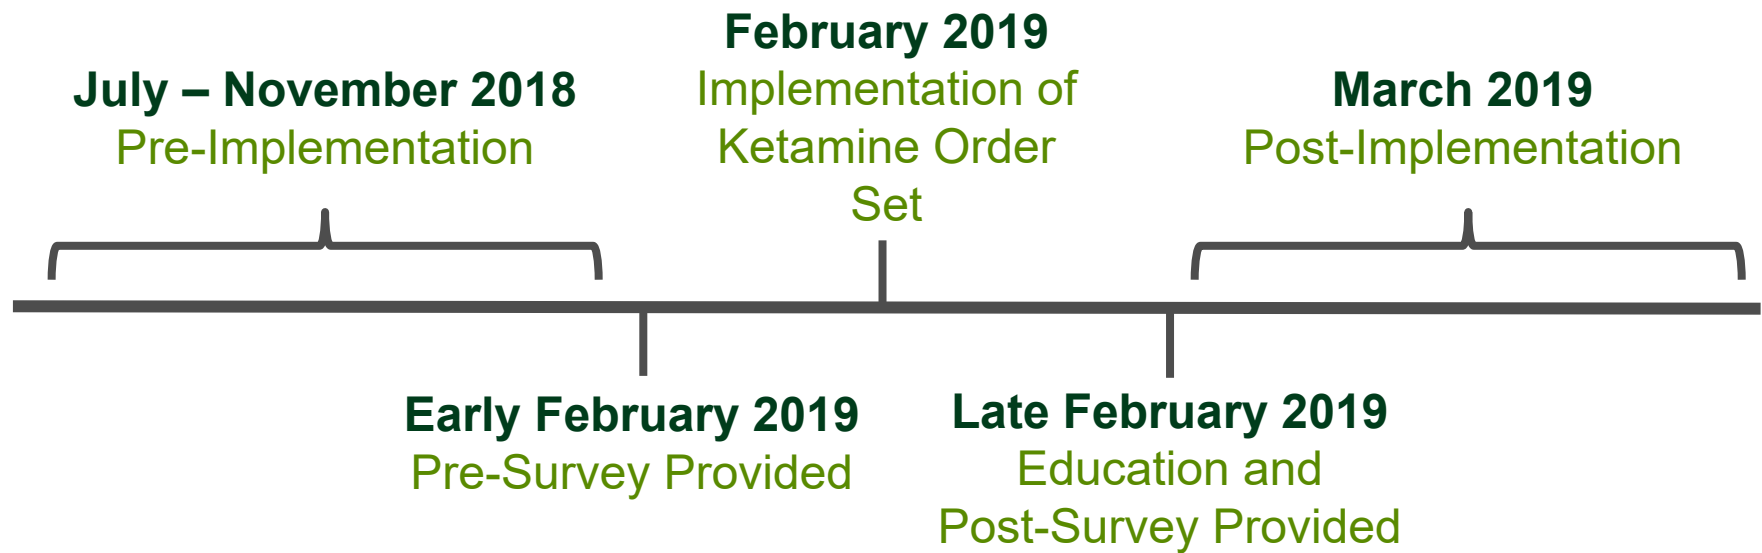 July – November 2018
Pre-Implementation
February 2019
Implementation of
Ketamine Order
Set
March 2019
Post-Implementation
Early February 2019
Pre-Survey Provided
Late February 2019
Education and
Post-Survey Provided